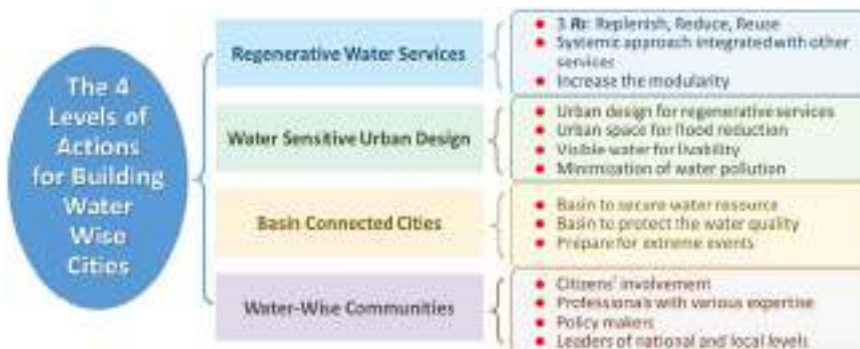 The 4
Levels of
Actions
for Building
Water
Wise
Cities
Regenerative Water Services
3 Rs: Replenish, Reduce, Reuse
Systemic approach integrated with other
services
Increase the modularity
Water Sensitive Urban Design
Urban design for regenerative services
Urban space for flood reduction
Visible water for livability
Minimization of water pollution
Basin Connected Cities
Basin to secure water resource
Basin to protect the water quality
Prepare for extreme events
Water-Wise Communities
Citizens' involvement
Professionals with various expertise
Policy makers
Leaders of national and local levels